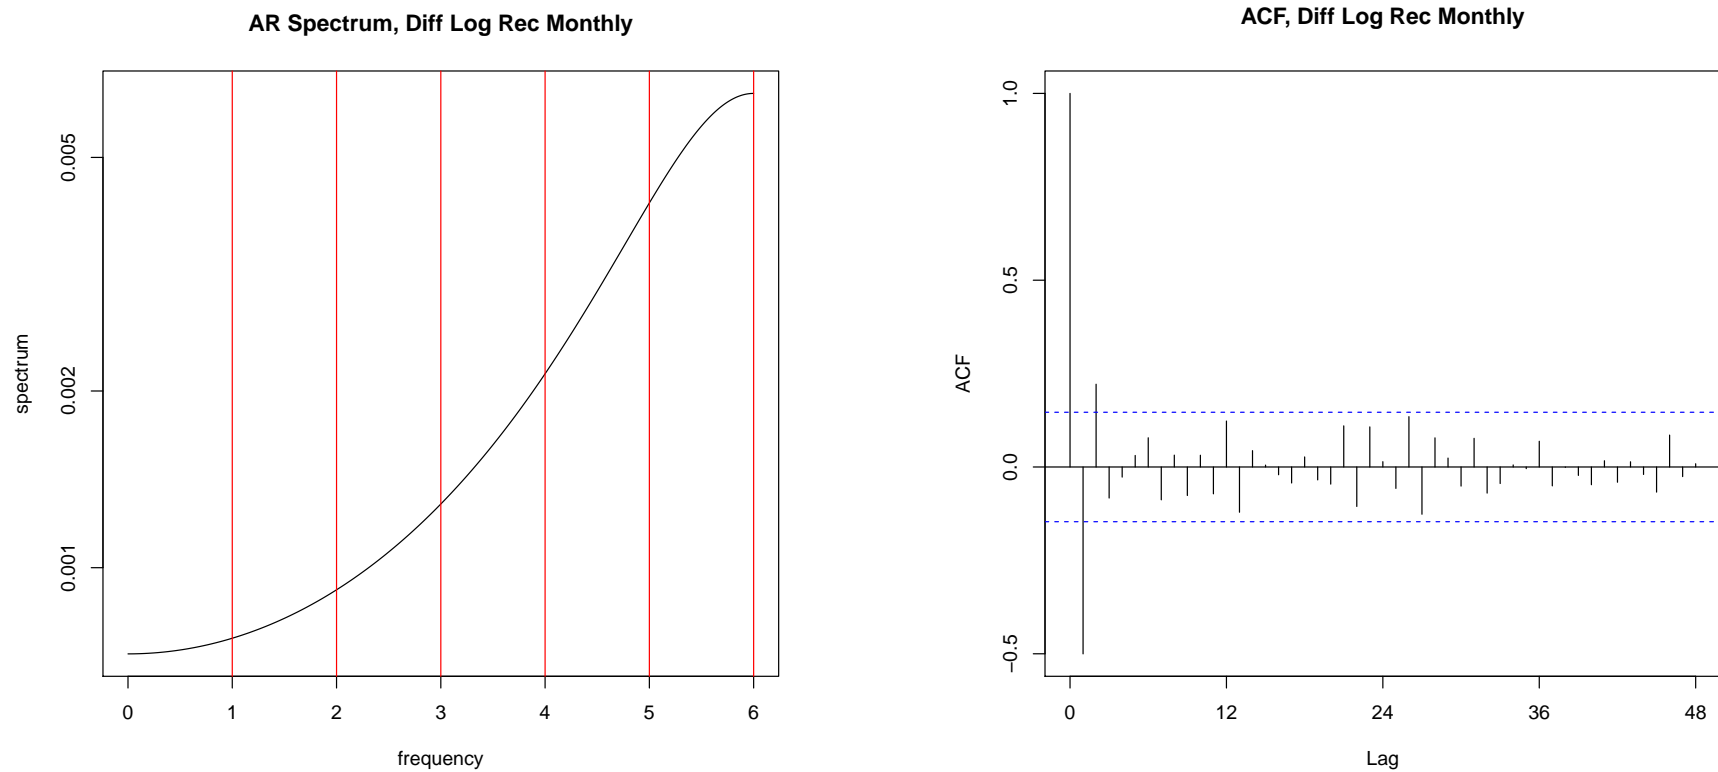 AR Spectrum, Diff Log Rec Monthly
spectrum
0.001
0.002
0.005
0 1 2 3 4 5 6
frequency
ACF, Diff Log Rec Monthly
ACF
1.0
0.5
0.0
−0.5
0 12 24 36 48
Lag